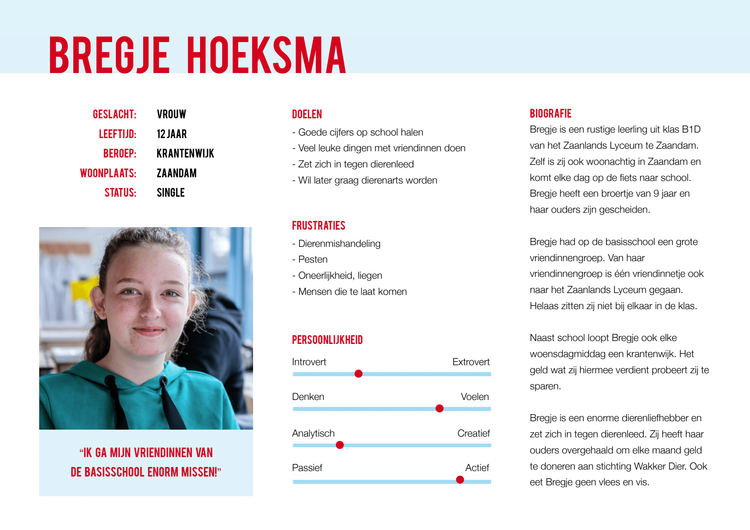 BREGJE HOEKSMA
GESLACHT: VROUW
LEEFTIJD: 12 JAAR
BEROEP: KRANTENWIJK
WOONPLAATS: ZAANDAM
STATUS: SINGLE
“IK GA MIJN VRIENDINNEN VAN
DE BASISSCHOOL ENORM MISSEN!”
DOELEN
- Goede cijfers op school halen
- Veel leuke dingen met vriendinnen doen
- Zet zich in tegen dierenleed
- Wil later graag dierenarts worden
FRUSTRATIES
- Dierenmishandeling
- Pesten
- Oneerlijkheid, liegen
- Mensen die te laat komen
PERSOONLIJKHEID
Introvert Extrovert
Denken Voelen
Analytisch Creatief
Passief Actief
BIOGRAFIE
Bregje is een rustige leerling uit klas B1D
van het Zaanlands Lyceum te Zaandam.
Zelf is zij ook woonachtig in Zaandam en
komt elke dag op de fiets naar school.
Bregje heeft een broertje van 9 jaar en
haar ouders zijn gescheiden.
Bregje had op de basisschool een grote
vriendinnengroep. Van haar
vriendinnengroep is één vriendinnetje ook
naar het Zaanlands Lyceum gegaan.
Helaas zitten zij niet bij elkaar in de klas.
Naast school loopt Bregje ook elke
woensdagmiddag een krantenwijk. Het
geld wat zij hiermee verdient probeert zij te
sparen.
Bregje is een enorme dierenliefhebber en
zet zich in tegen dierenleed. Zij heeft haar
ouders overgehaald om elke maand geld
te doneren aan stichting Wakker Dier. Ook
eet Bregje geen vlees en vis.